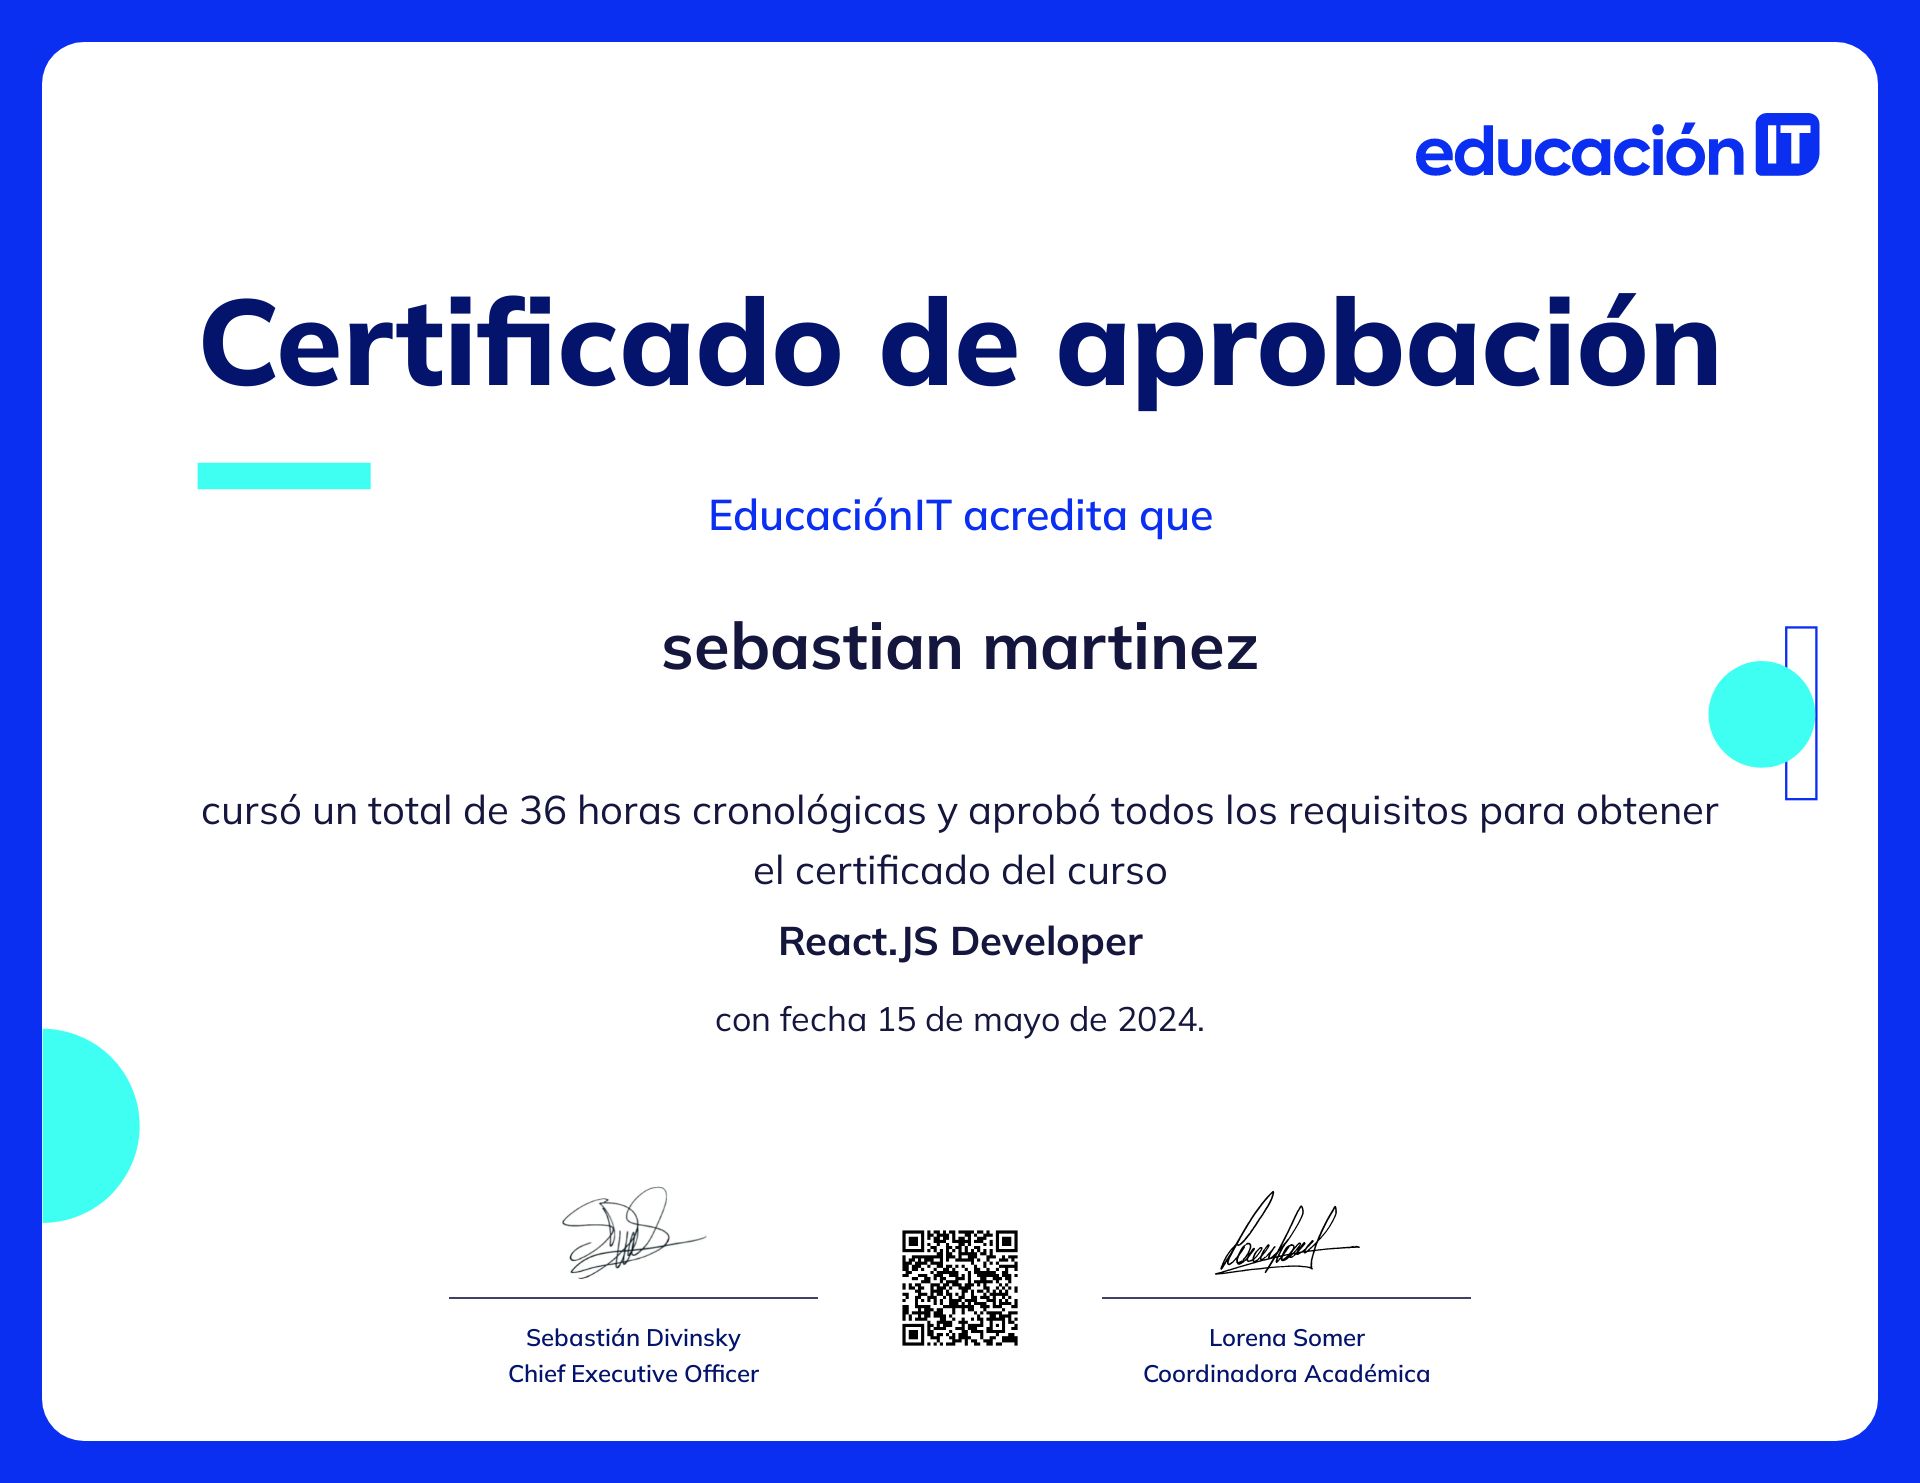 educación IT
Certificado de aprobación
EducaciónIT acredita que
sebastian martinez
cursó un total de 36 horas cronológicas y aprobó todos los requisitos para obtener
el certificado del curso
React.JS Developer
con fecha 15 de mayo de 2024.
Sebastián Divinsky
Chief Executive Officer
Lorena Somer
Coordinadora Académica